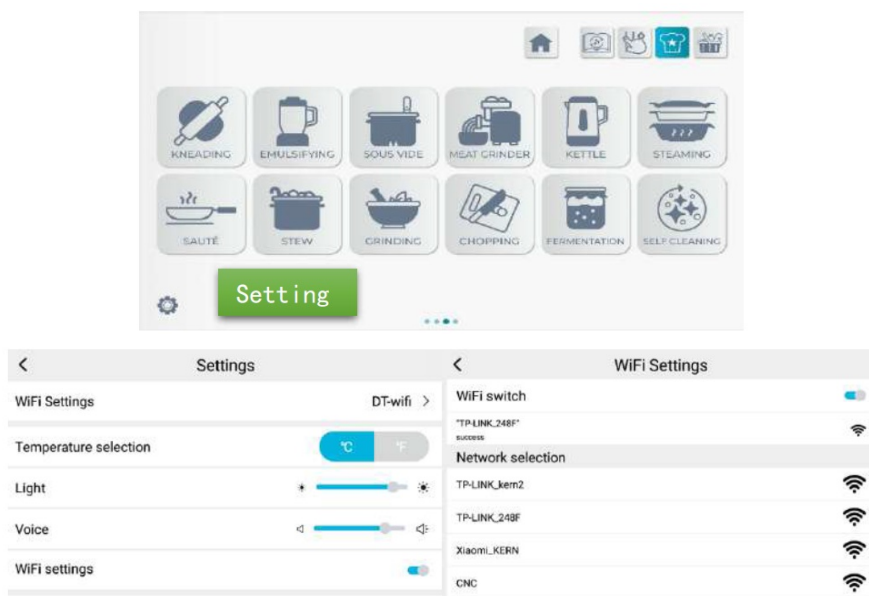 KNEADING EMULSIFYING SOUS VIDE MEAT GRINDER KETTLE STEAMING
SAUTÉ STEW GRINDING CHOPPING FERMENTATION SELF CLEANING
Setting
Settings
WiFi Settings DT-wifi
Temperature selection °C °F
Light
Voice
WiFi settings
WiFi Settings
WiFi switch
"TP-LINK_248F"
success
Network selection
TP-LINK_kern2
TP-LINK_248F
Xiaomi_KERN
CNC